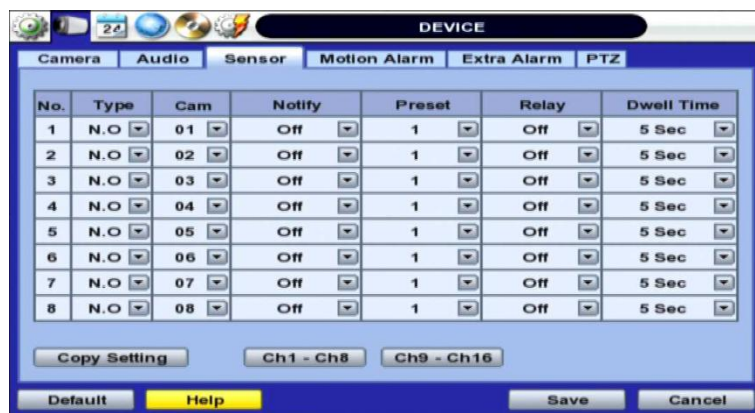 24 DEVICE
Camera Audio Sensor Motion Alarm Extra Alarm PTZ
No. Type Cam Notify Preset Relay Dwell Time
1 N.O 01 Off 1 Off 5 Sec
2 N.O 02 Off 1 Off 5 Sec
3 N.O 03 Off 1 Off 5 Sec
4 N.O 04 Off 1 Off 5 Sec
5 N.O 05 Off 1 Off 5 Sec
6 N.O 06 Off 1 Off 5 Sec
7 N.O 07 Off 1 Off 5 Sec
8 N.O 08 Off 1 Off 5 Sec
Copy Setting Ch1 - Ch8 Ch9 - Ch16
Default Help Save Cancel